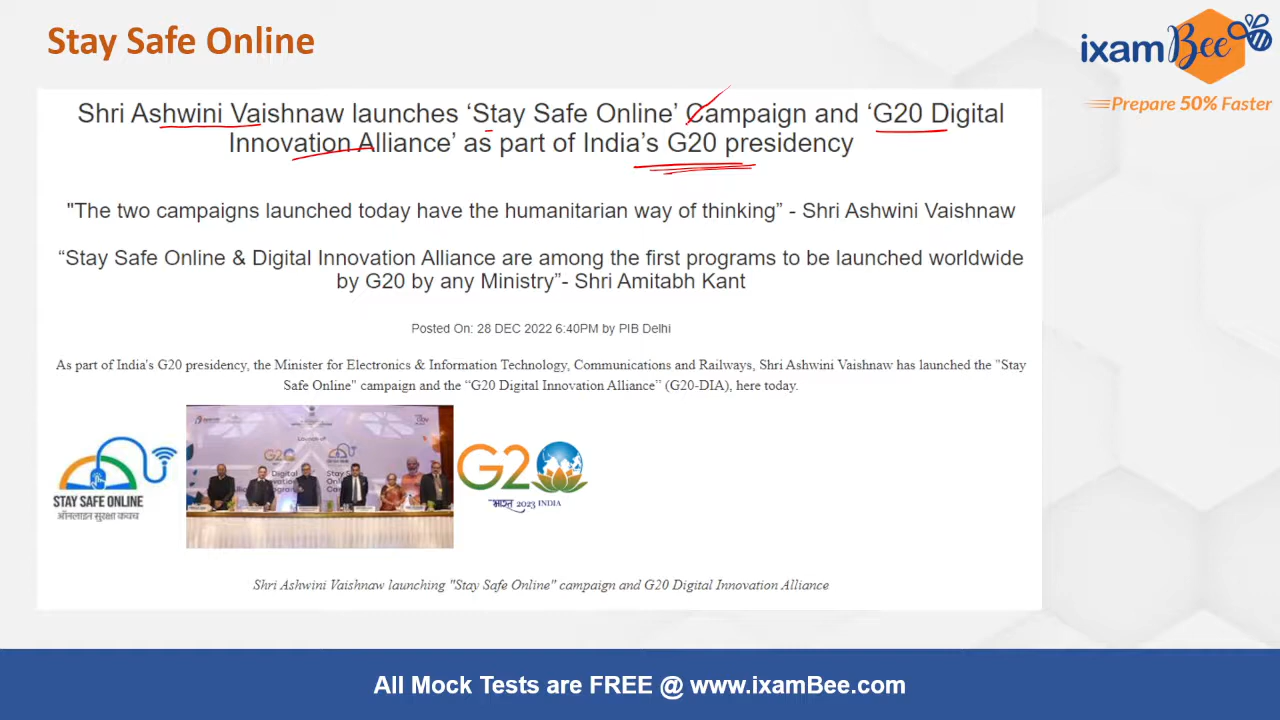 Stay Safe Online
ixamBee
Prepare 50% Faster
Shri Ashwini Vaishnaw launches ‘Stay Safe Online’ Campaign and ‘G20 Digital
Innovation Alliance’ as part of India’s G20 presidency
"The two campaigns launched today have the humanitarian way of thinking” - Shri Ashwini Vaishnaw
“Stay Safe Online & Digital Innovation Alliance are among the first programs to be launched worldwide
by G20 by any Ministry”- Shri Amitabh Kant
Posted On: 28 DEC 2022 6:40PM by PIB Delhi
As part of India's G20 presidency, the Minister for Electronics & Information Technology, Communications and Railways, Shri Ashwini Vaishnaw has launched the "Stay
Safe Online" campaign and the “G20 Digital Innovation Alliance” (G20-DIA), here today.
STAY SAFE ONLINE
ऑनलाइन सुरक्षा कवच
Launch of
G20
Digital
Stay
G20
भारत 2023 INDIA
Shri Ashwini Vaishnaw launching "Stay Safe Online" campaign and G20 Digital Innovation Alliance
All Mock Tests are FREE @ www.ixamBee.com